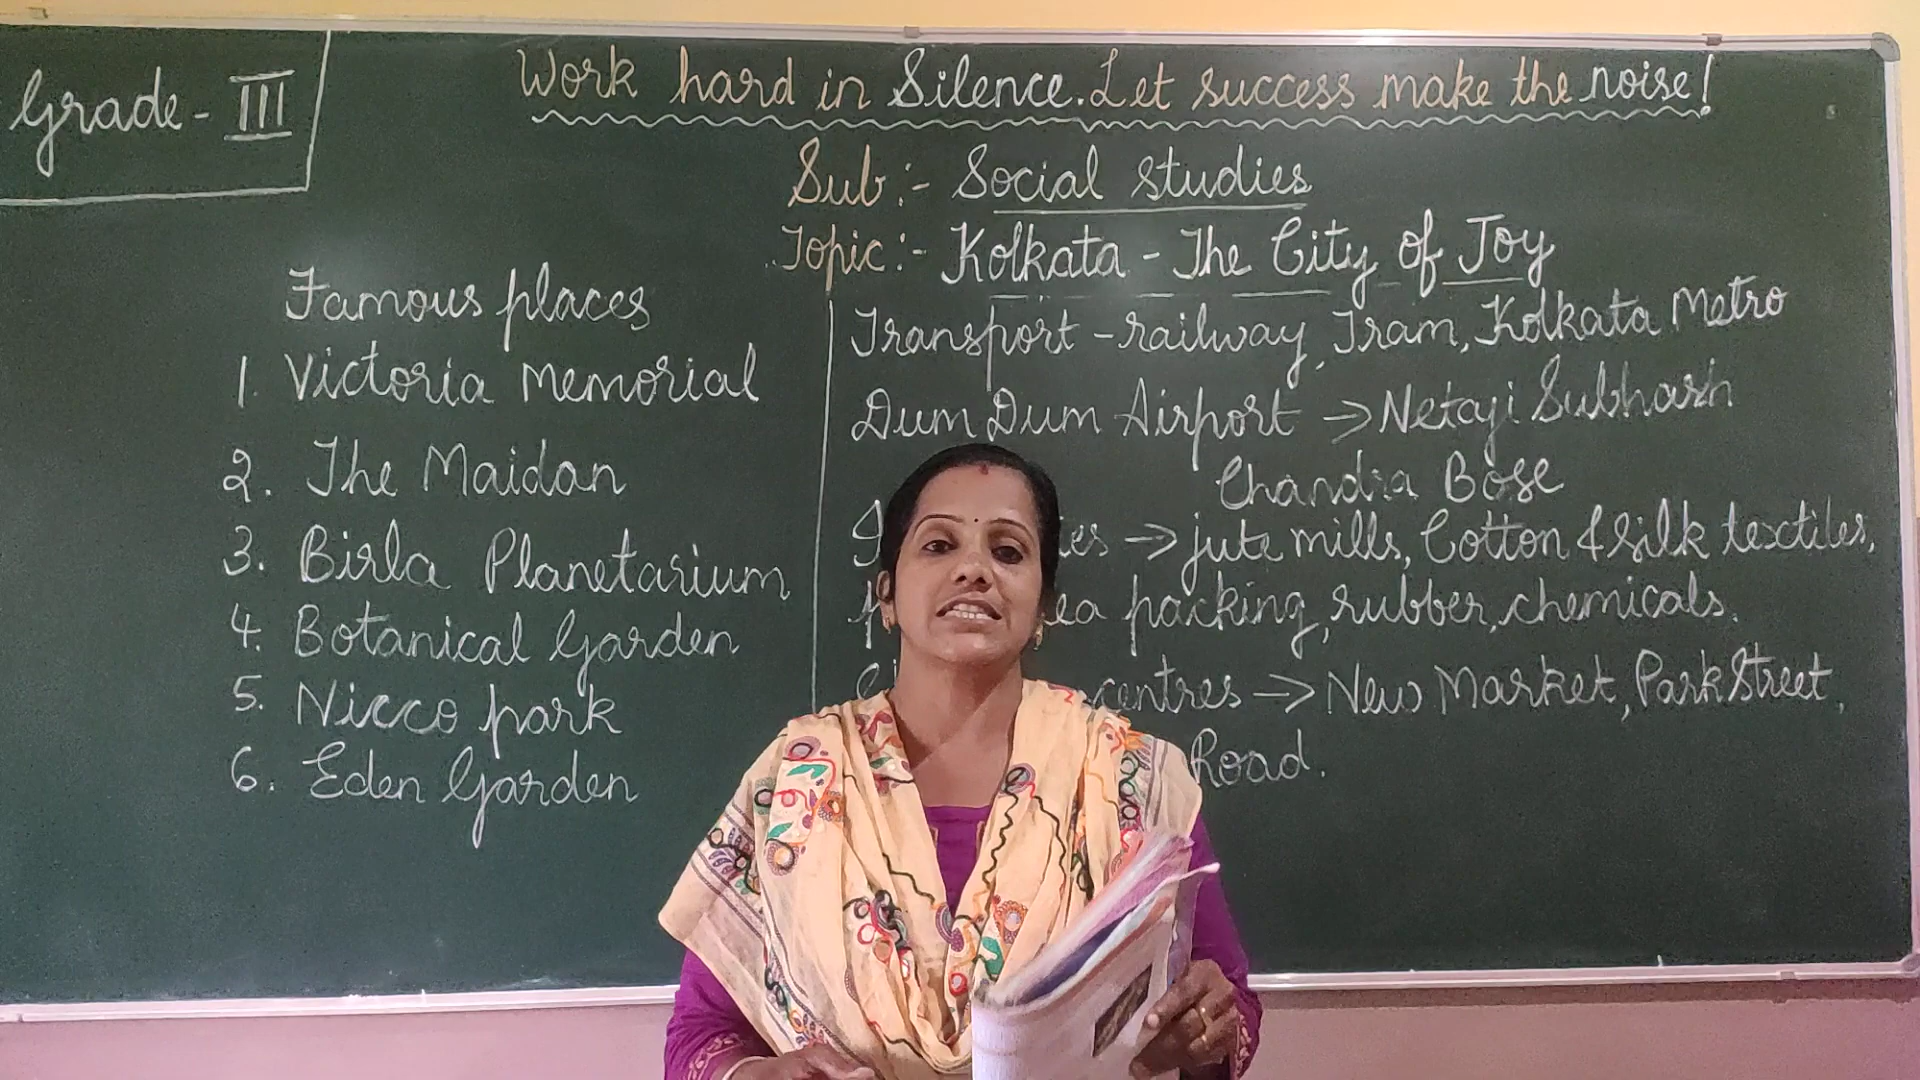 Grade - III
Work hard in Silence. Let success make the noise!
Sub:- Social studies
Topic:- Kolkata - The City of Joy
Famous places
1. Victoria Memorial
2. The Maidan
3. Birla Planetarium
4. Botanical Garden
5. Nicco park
6. Eden Garden
Transport - railway, Tram, Kolkata Metro
Dum Dum Airport → Netaji Subhash
Chandra Bose
→ jute mills, Cotton & Silk textiles,
packing, rubber, chemicals.
centres → New Market, Park Street,
Road.